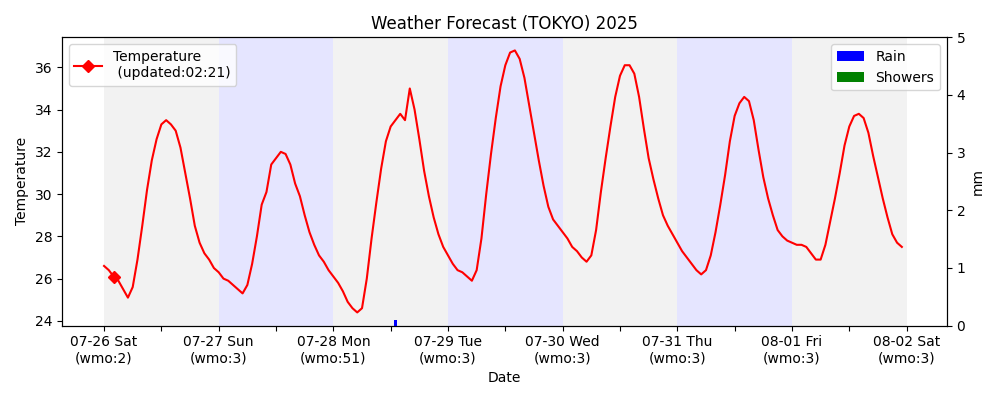 Weather Forecast (TOKYO) 2025
Temperature
(updated:02:21)
Rain
Showers
Temperature
36
34
32
30
28
26
24
5
4
3
2
1
0
mm
07-26 Sat
(wmo:2)
07-27 Sun
(wmo:3)
07-28 Mon
(wmo:51)
07-29 Tue
(wmo:3)
07-30 Wed
(wmo:3)
07-31 Thu
(wmo:3)
08-01 Fri
(wmo:3)
08-02 Sat
(wmo:3)
Date